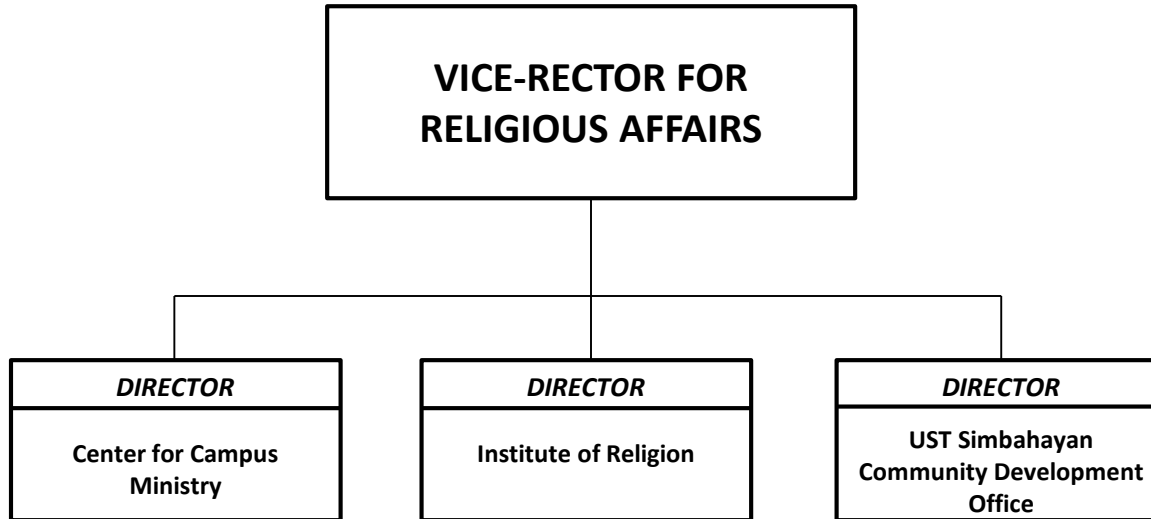 VICE-RECTOR FOR
RELIGIOUS AFFAIRS
DIRECTOR
Center for Campus
Ministry
DIRECTOR
Institute of Religion
DIRECTOR
UST Simbahayan
Community Development
Office